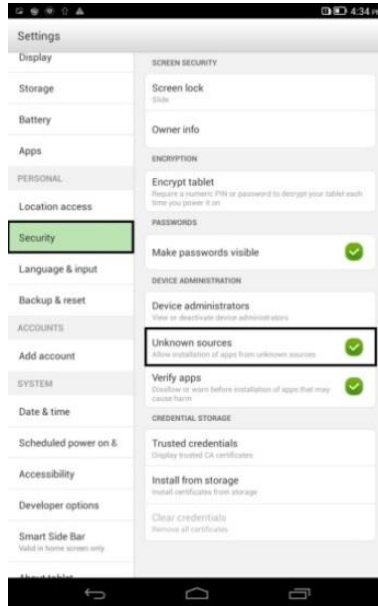 4:34 PM
Settings
Display
Storage
Battery
Apps
PERSONAL
Location access
Security
Language & input
Backup & reset
ACCOUNTS
Add account
SYSTEM
Date & time
Scheduled power on &
Accessibility
Developer options
Smart Side Bar
Valid in home screen only
About tablet
SCREEN SECURITY
Screen lock
Slide
Owner info
ENCRYPTION
Encrypt tablet
Require a numeric PIN or password to decrypt your tablet each
time you power it on
PASSWORDS
Make passwords visible
DEVICE ADMINISTRATION
Device administrators
View or deactivate device administrators
Unknown sources
Allow installation of apps from unknown sources
Verify apps
Disallow or warn before installation of apps that may
cause harm
CREDENTIAL STORAGE
Trusted credentials
Display trusted CA certificates
Install from storage
Install certificates from storage
Clear credentials
Remove all certificates